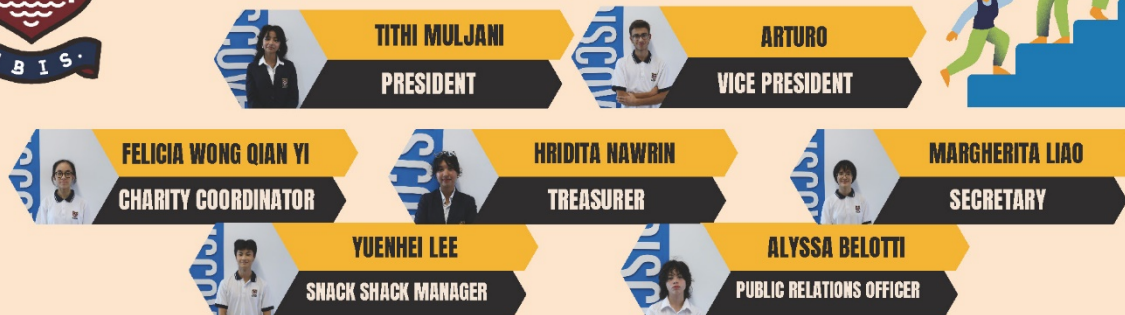 BIS
TITHI MULJANI
PRESIDENT
ARTURO
VICE PRESIDENT
FELICIA WONG QIAN YI
CHARITY COORDINATOR
HRIDITA NAWRIN
TREASURER
MARGHERITA LIAO
SECRETARY
YUENHEI LEE
SNACK SHACK MANAGER
ALYSSA BELOTTI
PUBLIC RELATIONS OFFICER